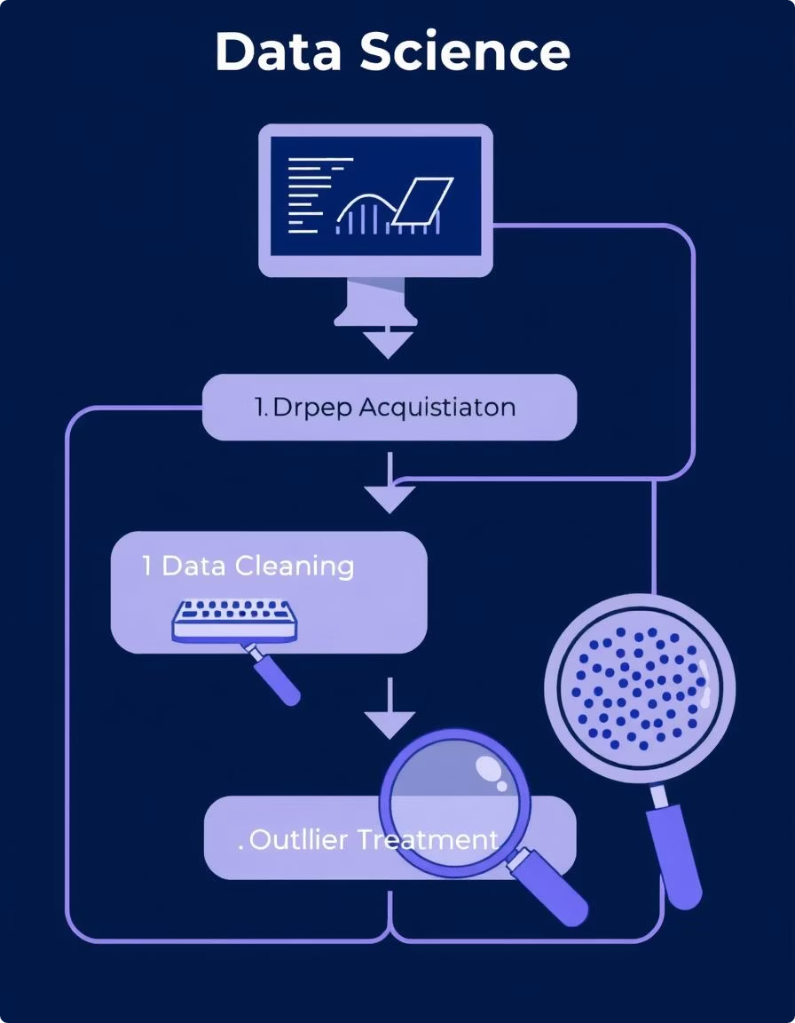 Data Science
1. Drpep Acquistiaton
1 Data Cleaning
. Outllier Treatment